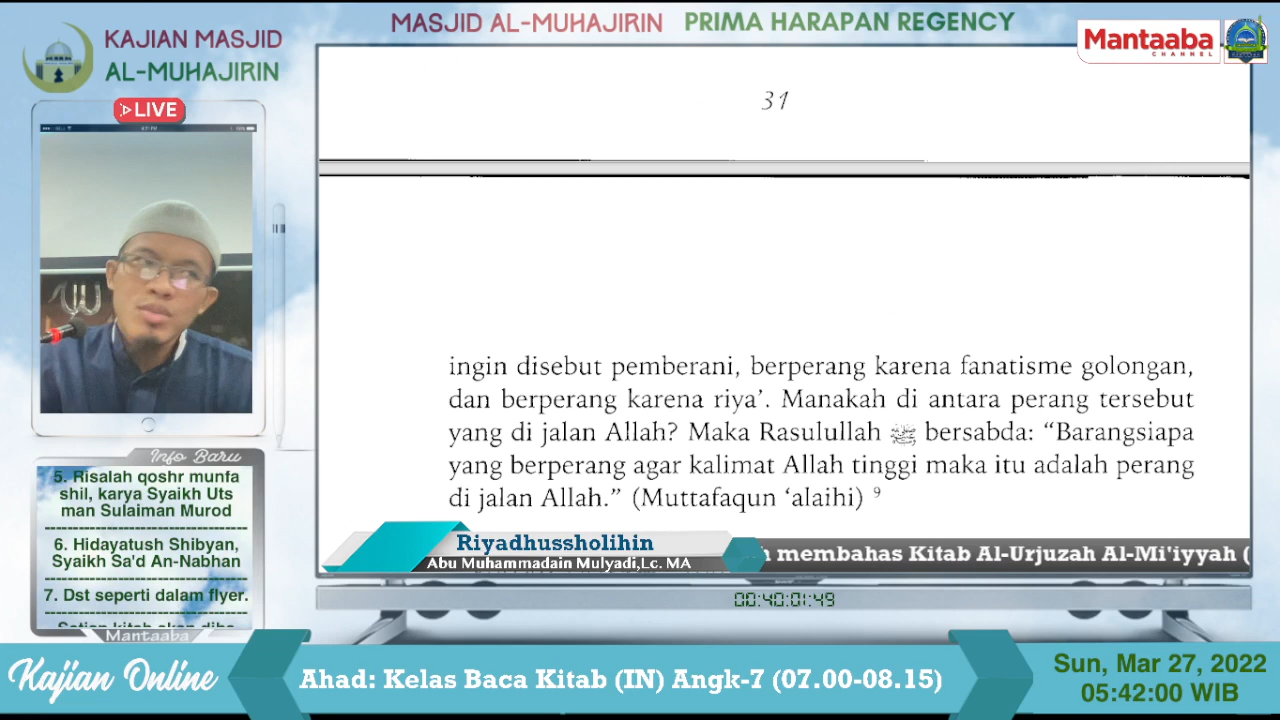 MASJID AL-MUHAJIRIN PRIMA HARAPAN REGENCY
KAJIAN MASJID
AL-MUHAJIRIN
Mantaaba
CHANNEL
LIVE
31
ingin disebut pemberani, berperang karena fanatisme golongan,
dan berperang karena riya’. Manakah di antara perang tersebut
yang di jalan Allah? Maka Rasulullah ﷺ bersabda: “Barangsiapa
yang berperang agar kalimat Allah tinggi maka itu adalah perang
di jalan Allah.” (Muttafaqun ‘alaihi) 9
Info Baru
5. Risalah qoshr munfa
shil, karya Syaikh Uts
man Sulaiman Murod
6. Hidayatush Shibyan,
Syaikh Sa'd An-Nabhan
7. Dst seperti dalam flyer.
Mantaaba
Riyadhussholihin
Abu Muhammadain Mulyadi,Lc. MA
membahas Kitab Al-Urjuzah Al-Mi'iyyah (
00:40:01:49
Kajian Online
Ahad: Kelas Baca Kitab (IN) Angk-7 (07.00-08.15)
Sun, Mar 27, 2022
05:42:00 WIB